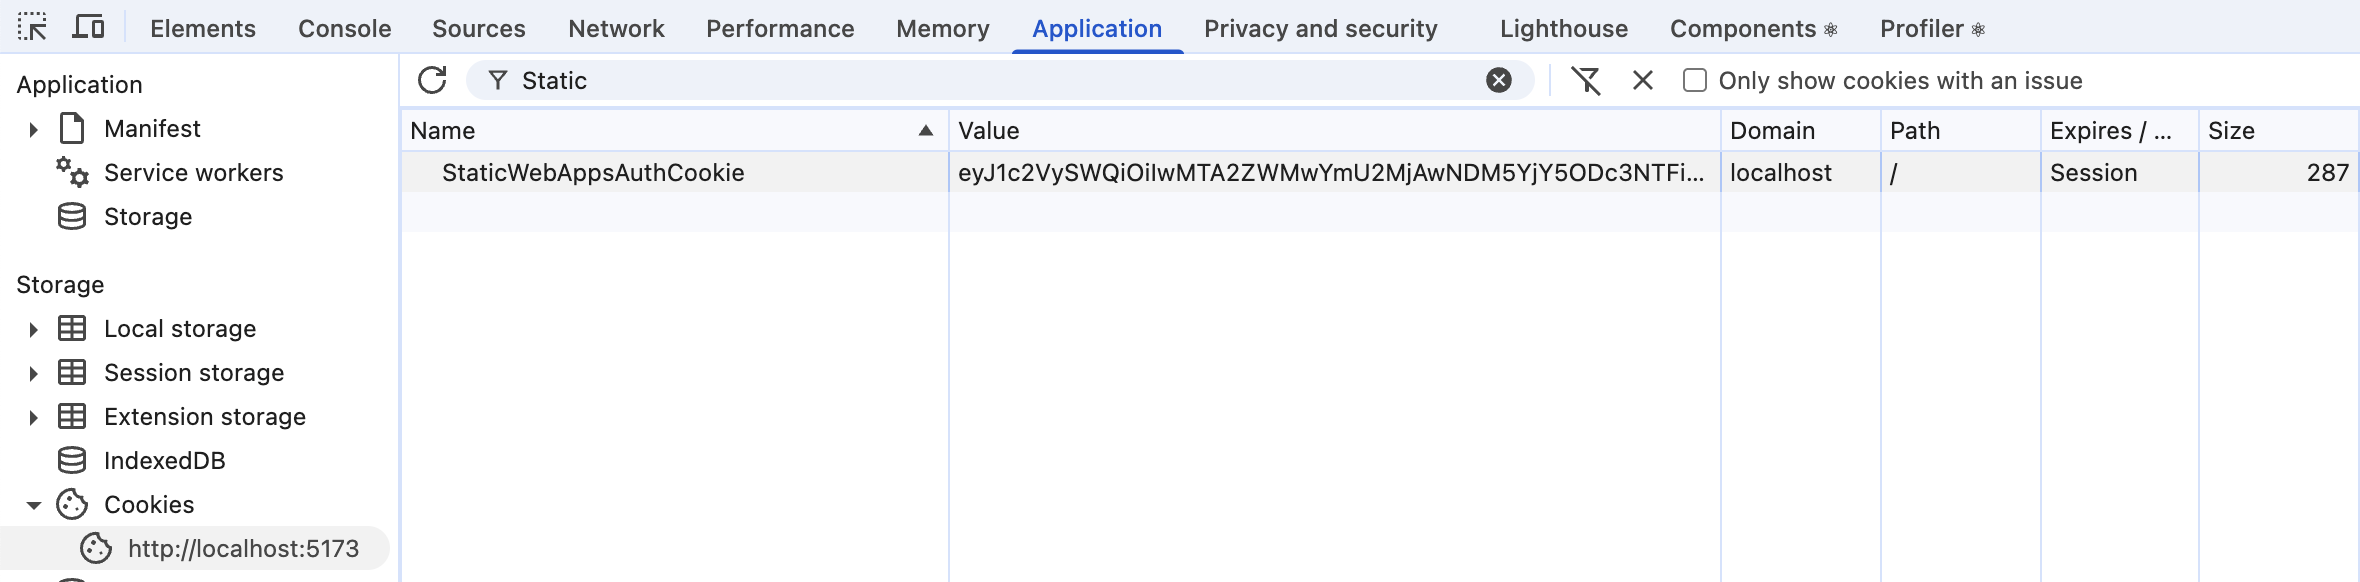 Elements Console Sources Network Performance Memory Application Privacy and security Lighthouse Components ⚛ Profiler ⚛
Application
Manifest
Service workers
Storage
Storage
Local storage
Session storage
Extension storage
IndexedDB
Cookies
http://localhost:5173
Static
Only show cookies with an issue
Name Value Domain Path Expires / ... Size
StaticWebAppsAuthCookie eyJ1c2VySWQiOiIwMTA2ZWMwYmU2MjAwNDM5YjY5ODc3NTFi... localhost / Session 287